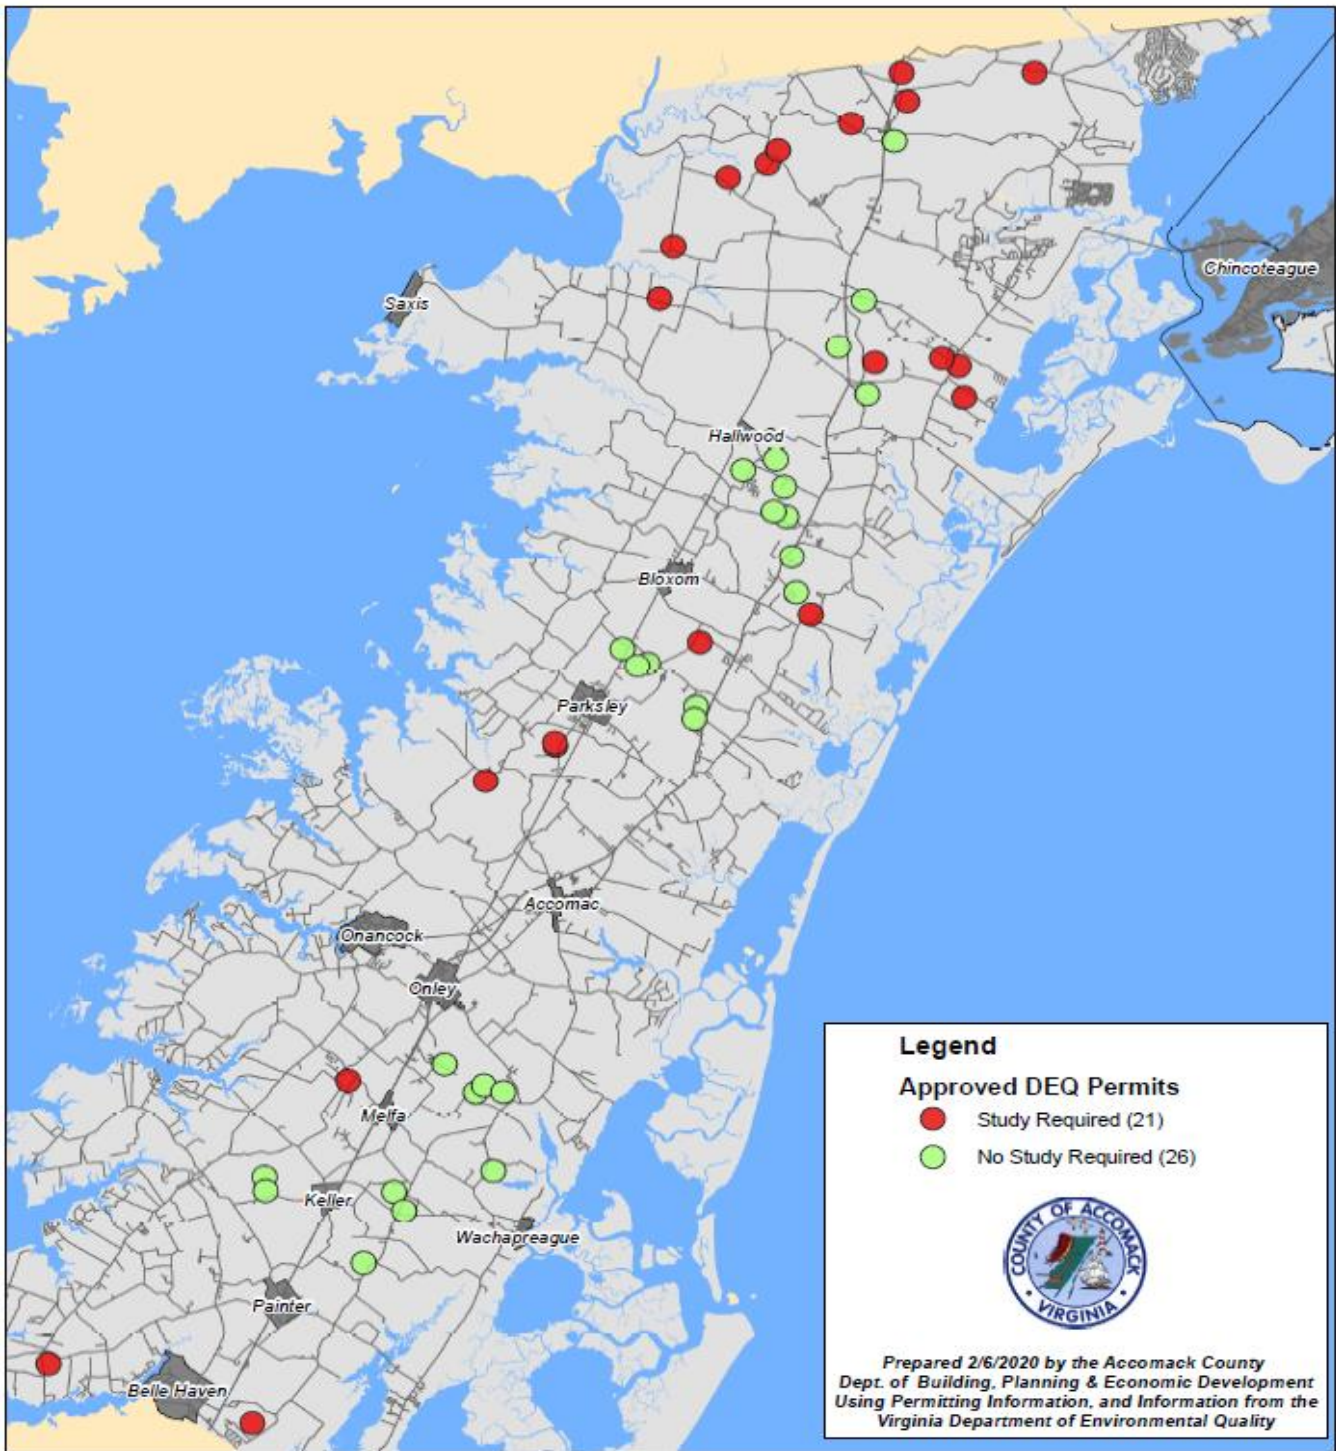 Saxis
Chincoteague
Hallwood
Bloxom
Parksley
Accomac
Onancock
Onley
Melfa
Keller
Wachapreague
Painter
Belle Haven
Legend
Approved DEQ Permits
Study Required (21)
No Study Required (26)
COUNTY OF ACCOMACK
VIRGINIA
Prepared 2/6/2020 by the Accomack County
Dept. of Building, Planning & Economic Development
Using Permitting Information, and Information from the
Virginia Department of Environmental Quality